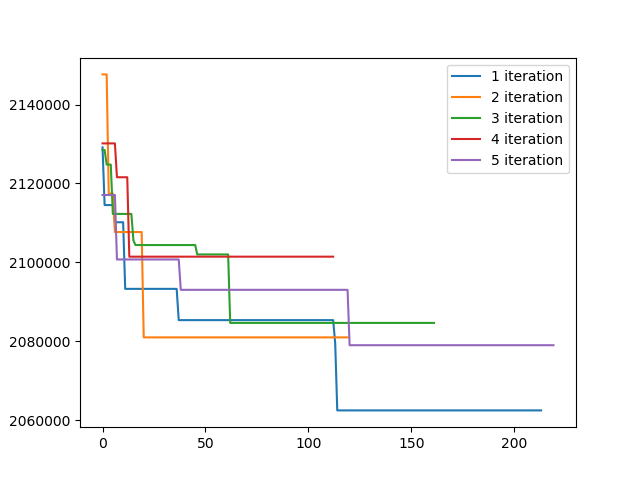 2140000
2120000
2100000
2080000
2060000
0 50 100 150 200
1 iteration
2 iteration
3 iteration
4 iteration
5 iteration